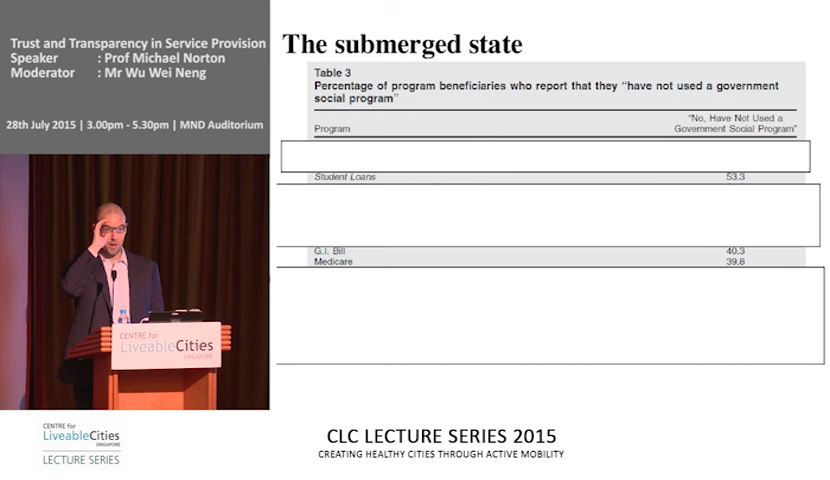 Trust and Transparency in Service Provision
Speaker : Prof Michael Norton
Moderator : Mr Wu Wei Neng
28th July 2015 | 3.00pm - 5.30pm | MND Auditorium
The submerged state
Table 3
Percentage of program beneficiaries who report that they “have not used a government
social program”
Program
“No, Have Not Used a
Government Social Program”
Student Loans 53.3
G.I. Bill 40.3
Medicare 39.8
CENTRE for
LiveableCities
SINGAPORE
CENTRE for
LiveableCities
SINGAPORE
LECTURE SERIES
CLC LECTURE SERIES 2015
CREATING HEALTHY CITIES THROUGH ACTIVE MOBILITY